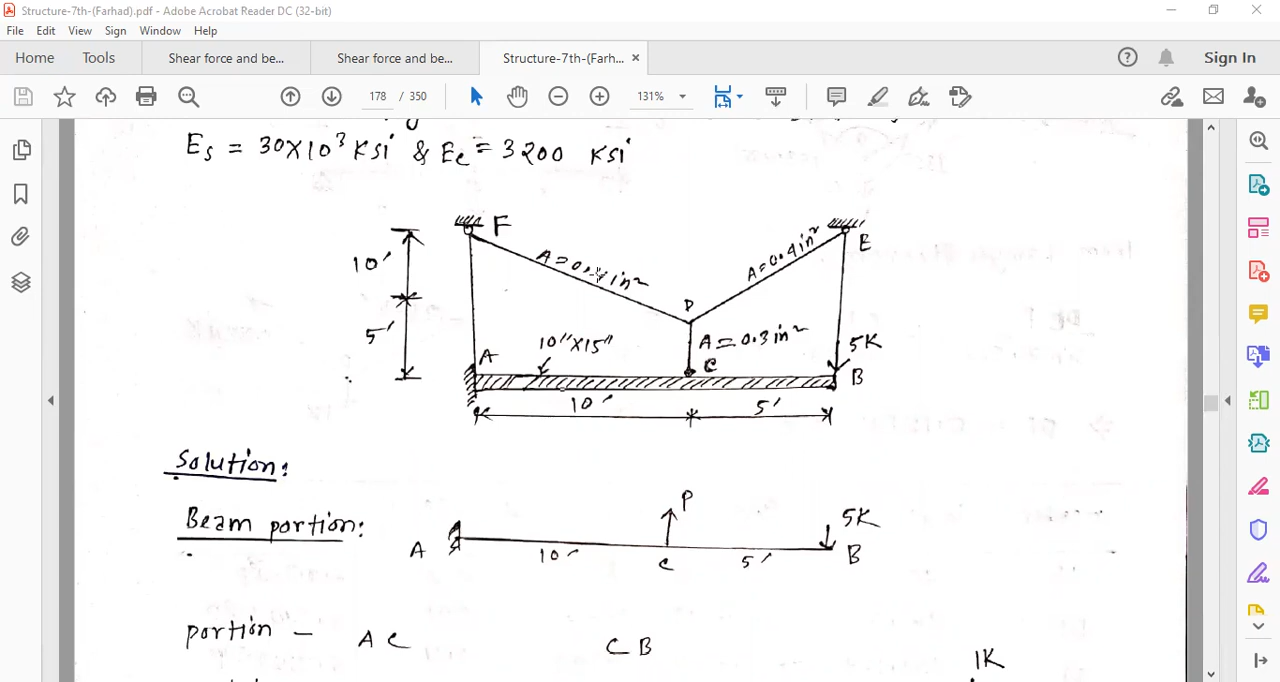 Structure-7th-(Farhad).pdf - Adobe Acrobat Reader DC (32-bit)
File Edit View Sign Window Help
Home Tools Shear force and be... Shear force and be... Structure-7th-(Farh... × Sign In
178 / 350 131%
Es = 30×10³ Ksi & Ec = 3200 Ksi
F
E
10'
A=0.4in²
A=0.4in²
D
5'
A
10"×15"
A=0.3in²
C
5K
B
10'
5'
Solution:
Beam portion:
P
5K
A
10'
C
5'
B
portion - AC CB
1K